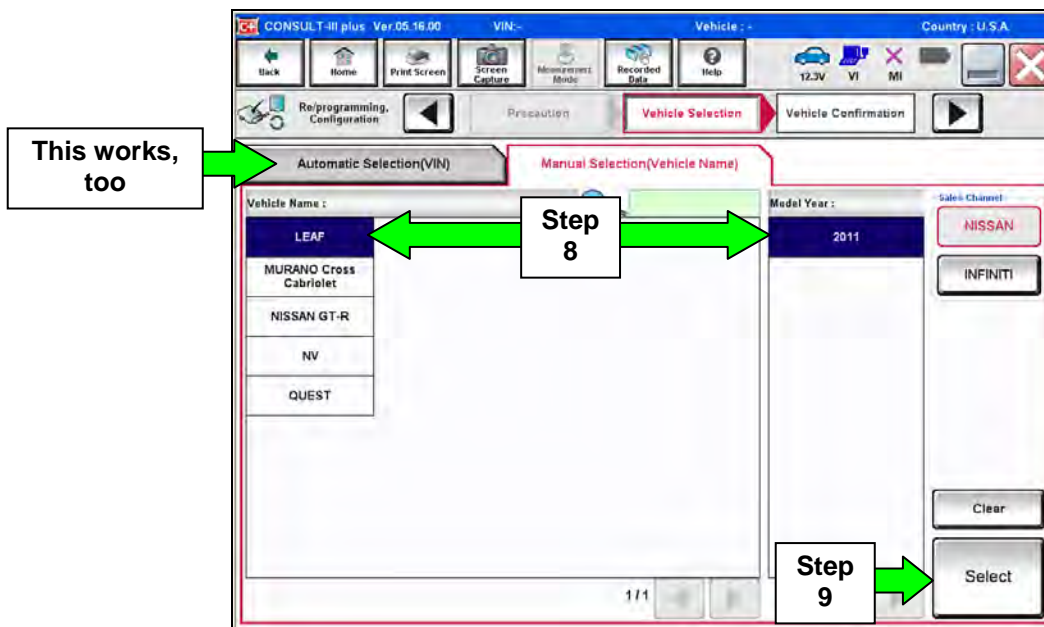 CONSULT-III plus Ver.05.16.00 VIN:- Vehicle : - Country : U.S.A.
Back Home Print Screen Screen Capture Measurement Mode Recorded Data Help 12.3V VI MI
Re/programming, Configuration Precaution Vehicle Selection Vehicle Confirmation
This works,
too
Automatic Selection(VIN) Manual Selection(Vehicle Name)
Vehicle Name : Model Year : Sales Channel
Step
8
LEAF 2011 NISSAN
MURANO Cross
Cabriolet
INFINITI
NISSAN GT-R
NV
QUEST
Clear
Step
9
Select
1/1